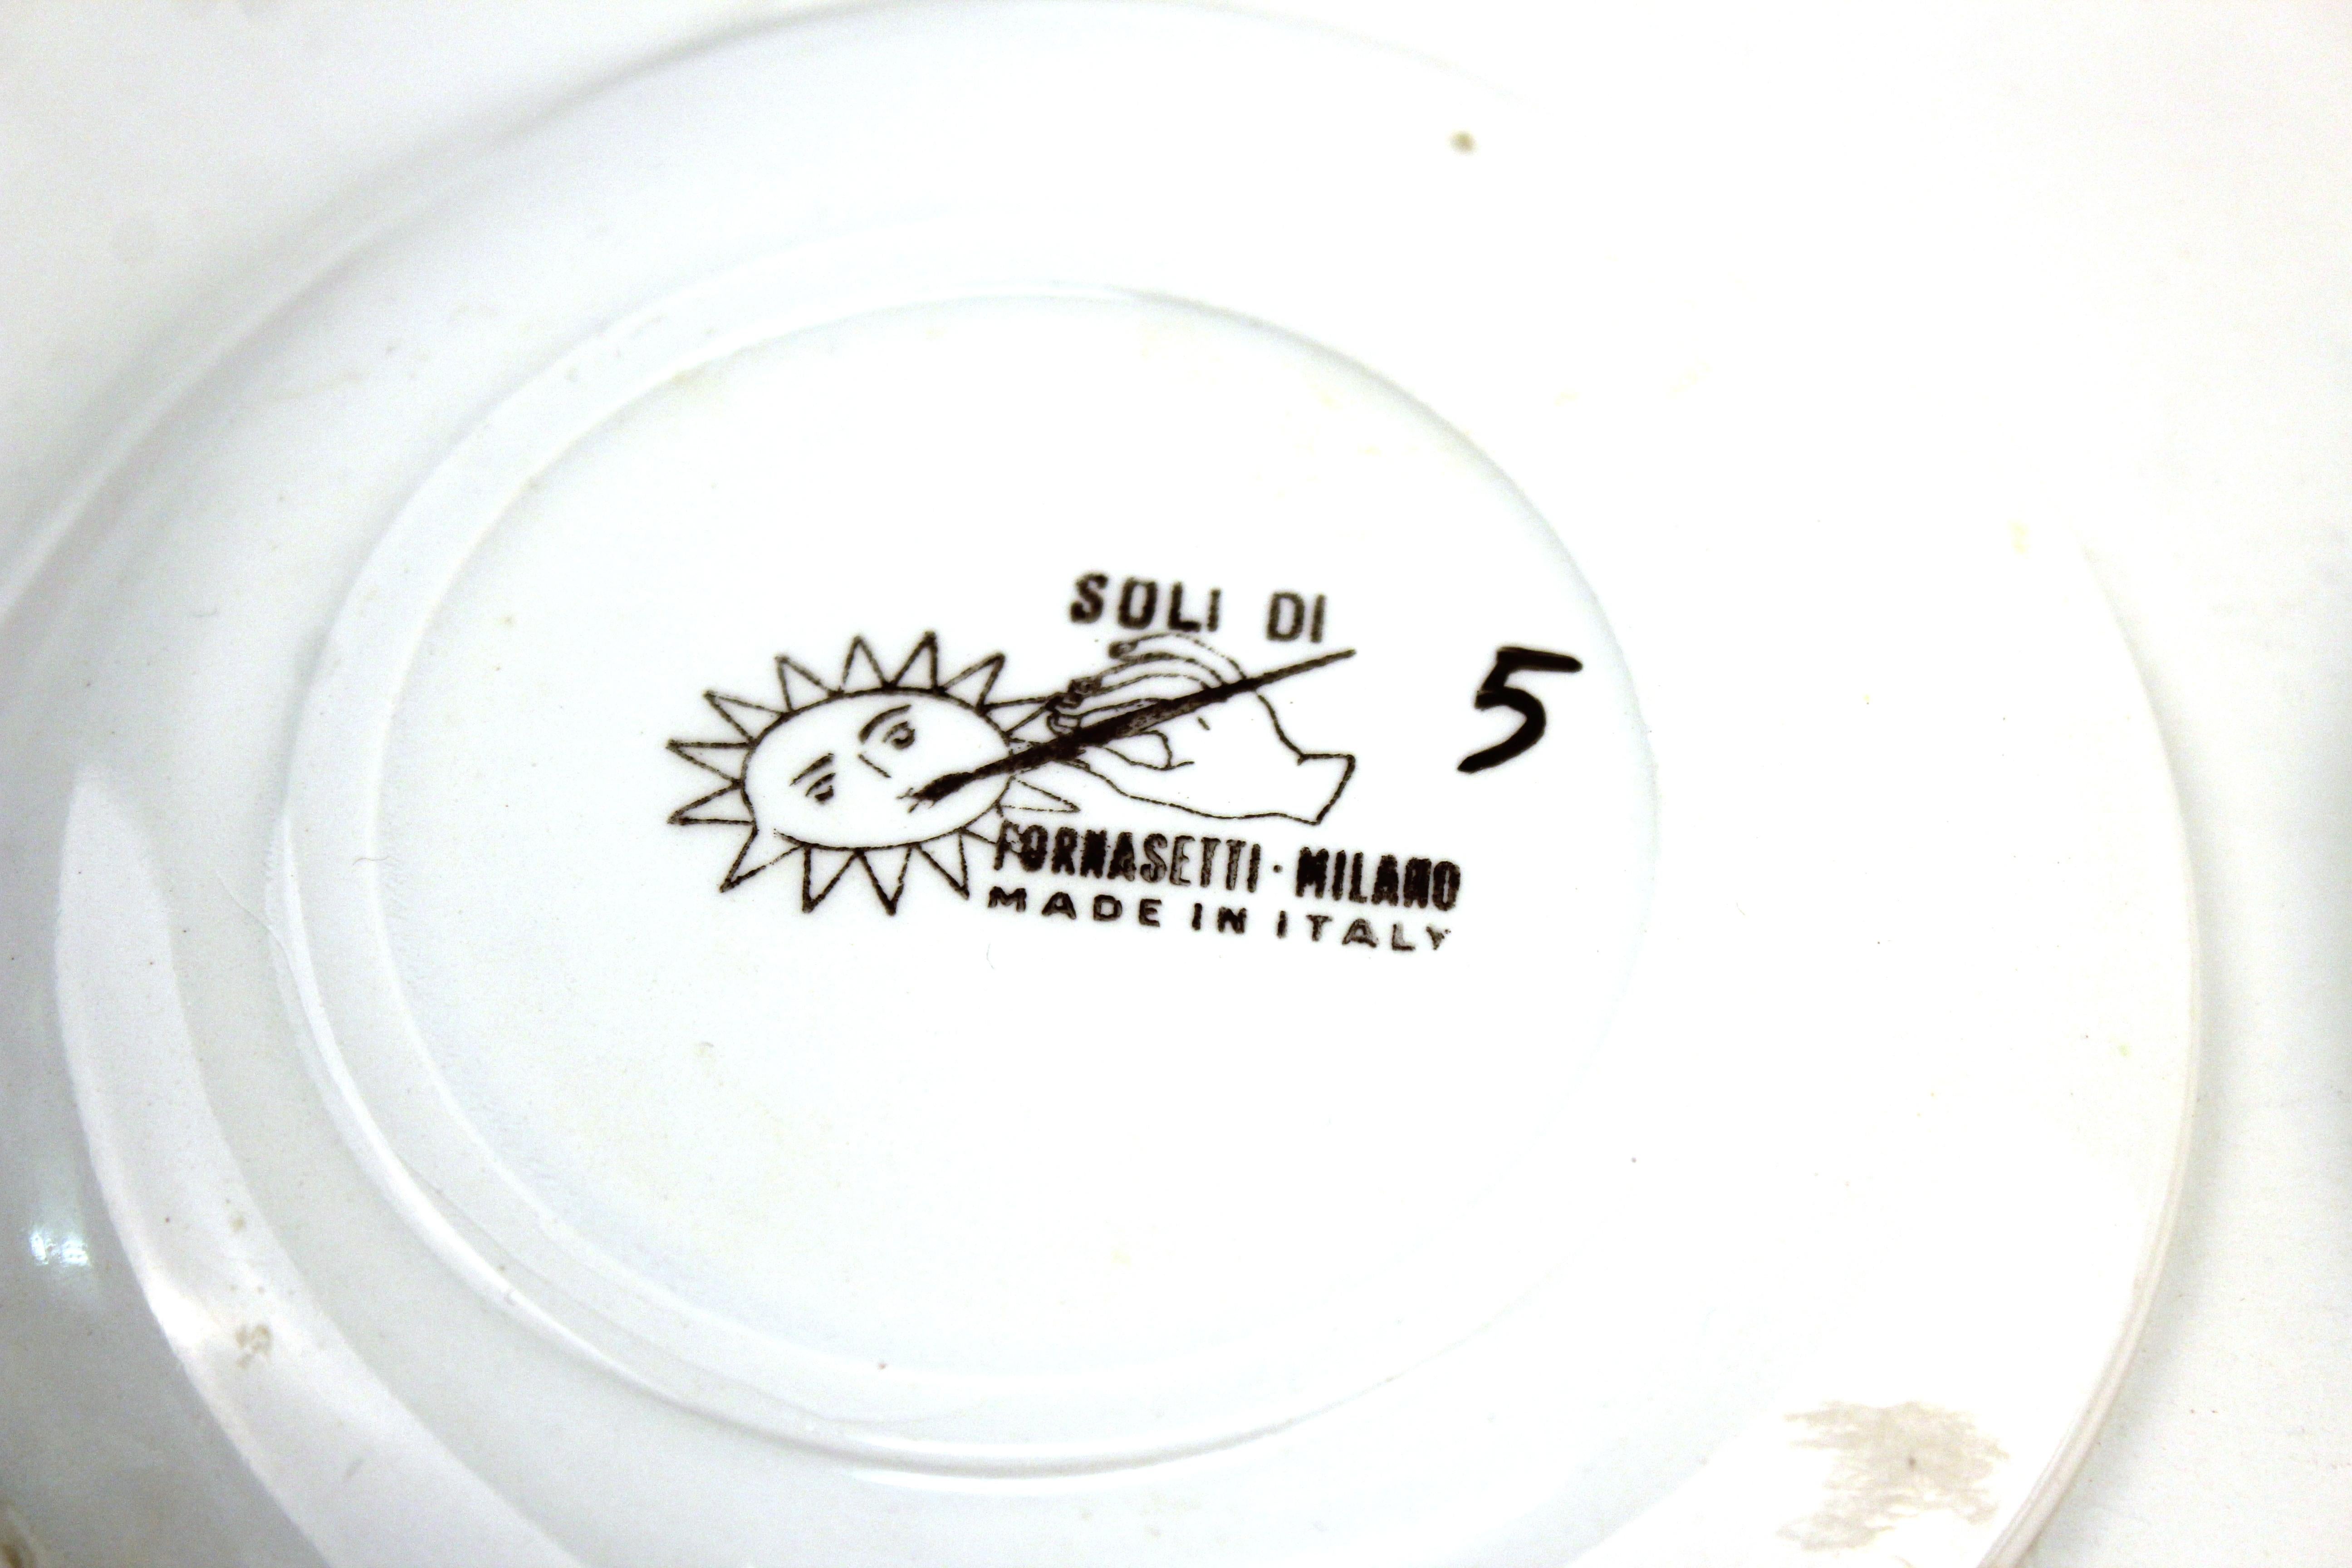 SOLI DI
5
FORNASETTI · MILANO
MADE IN ITALY